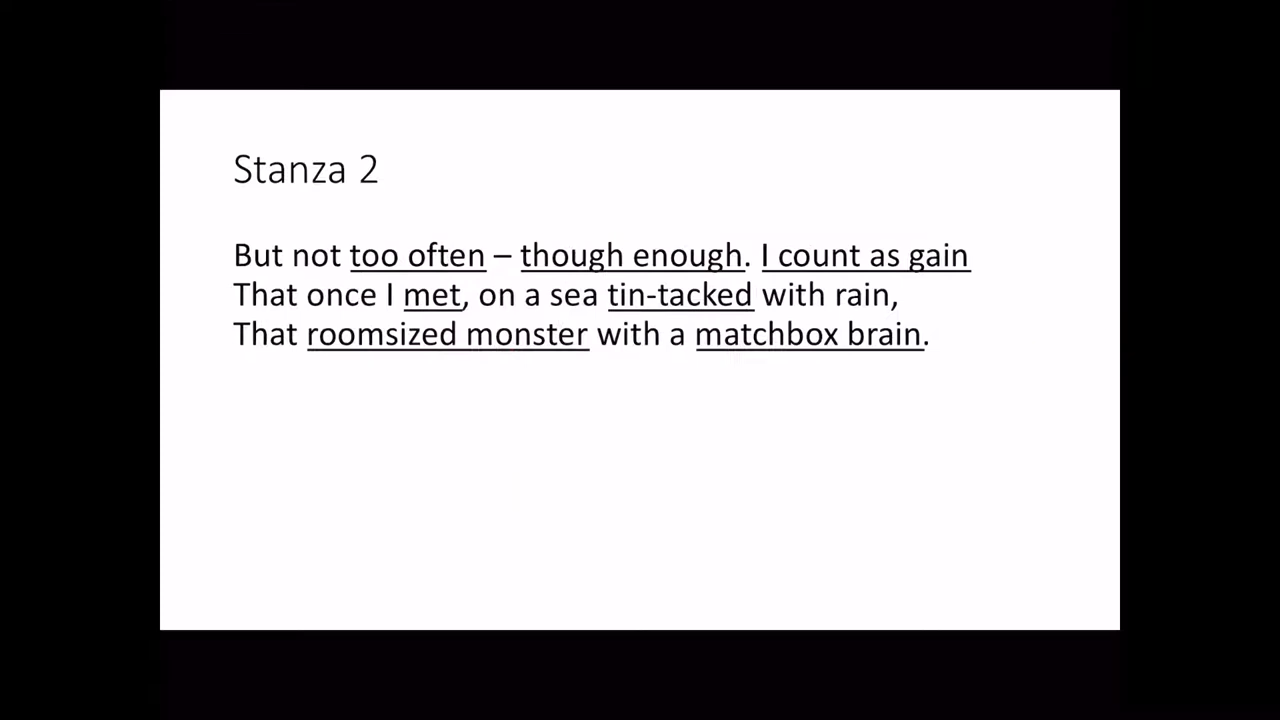 Stanza 2
But not too often – though enough. I count as gain
That once I met, on a sea tin-tacked with rain,
That roomsized monster with a matchbox brain.